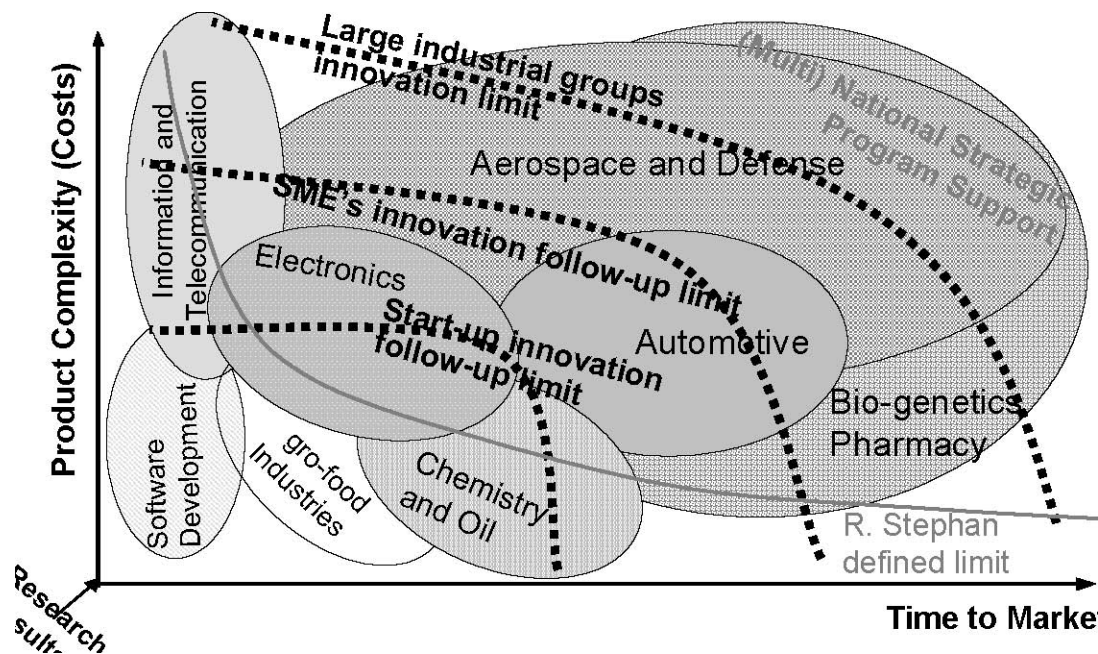 Large industrial groups
innovation limit
(Multi) National Strategic
Program Support
Product Complexity (Costs)
Information and
Telecommunication
Aerospace and Defense
SME's innovation follow-up limit
Electronics
Start-up innovation
follow-up limit
Automotive
Bio-genetics
Pharmacy
Software
Development
gro-food
Industries
Chemistry
and Oil
R. Stephan
defined limit
Time to Marke
Research
sulte